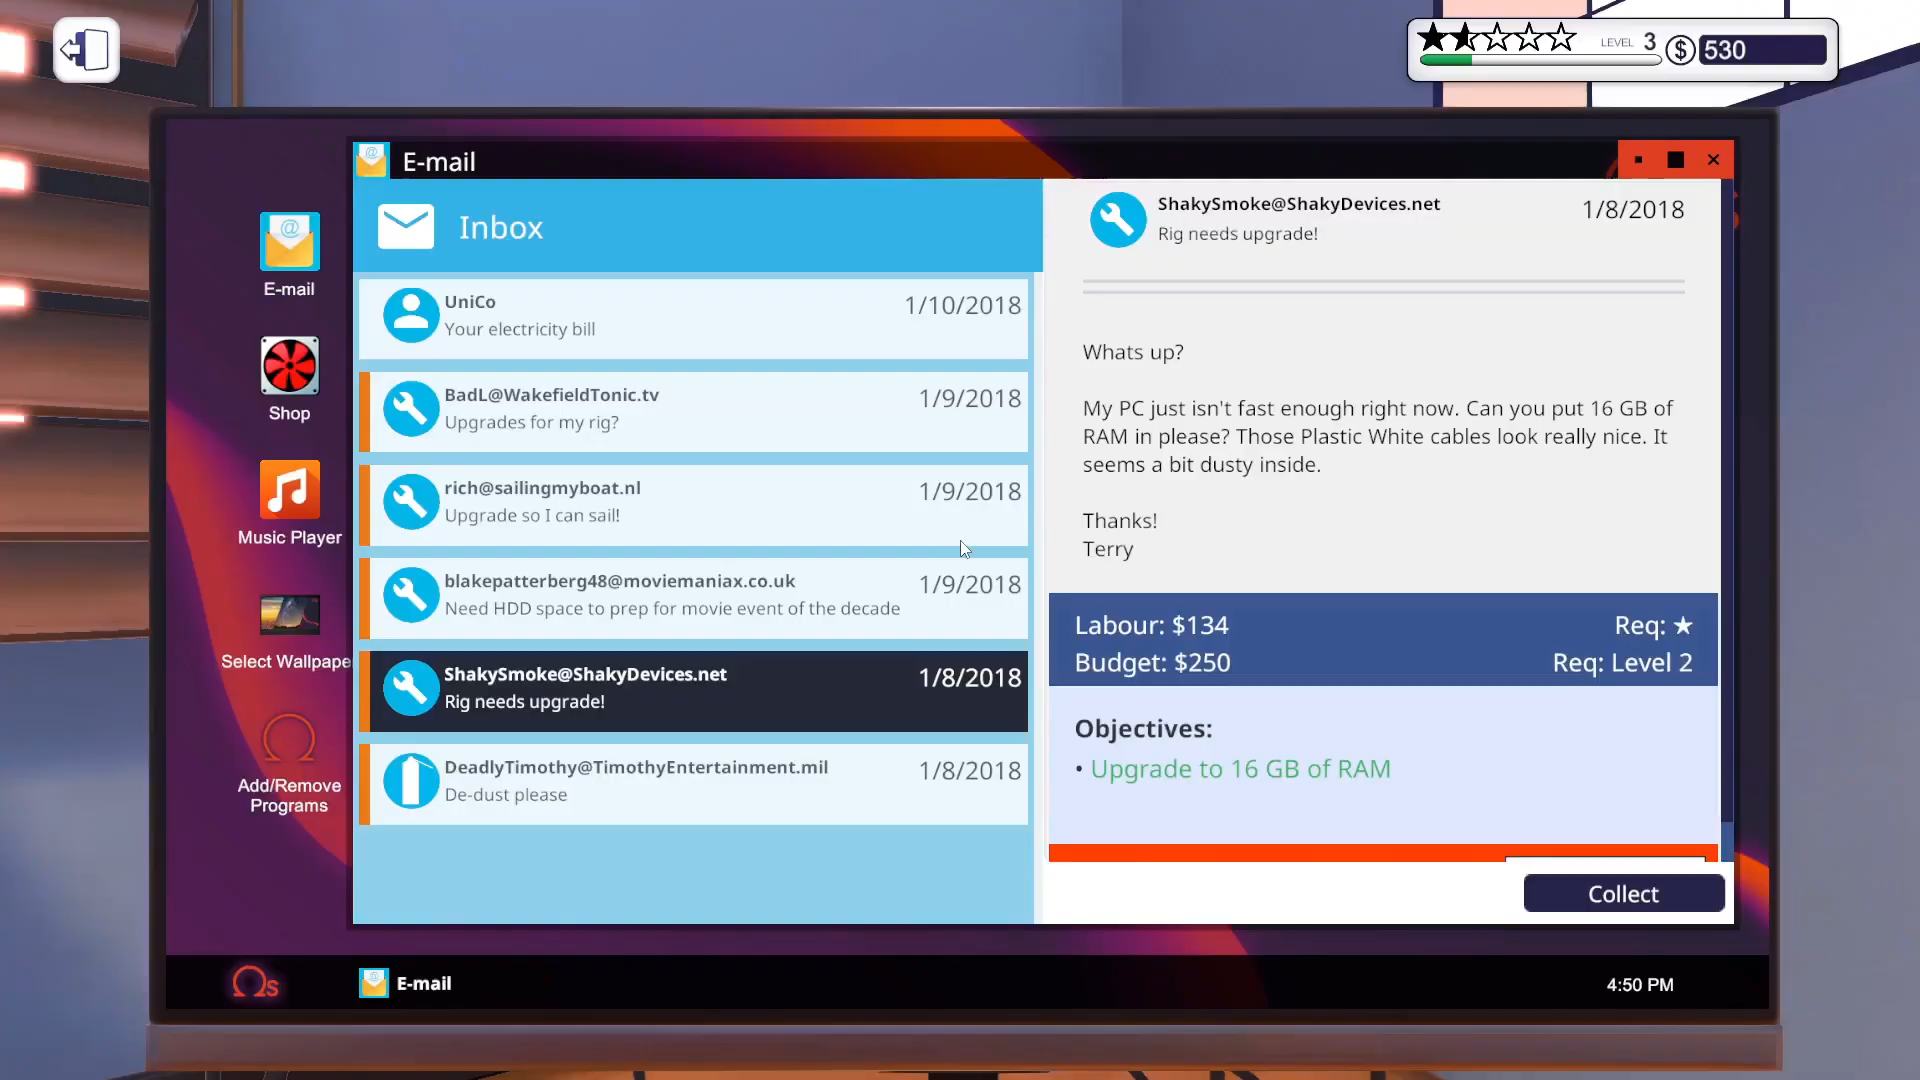 LEVEL 3 $ 530
E-mail
Inbox
UniCo 1/10/2018
Your electricity bill
BadL@WakefieldTonic.tv 1/9/2018
Upgrades for my rig?
rich@sailingmyboat.nl 1/9/2018
Upgrade so I can sail!
blakepatterberg48@moviemaniax.co.uk 1/9/2018
Need HDD space to prep for movie event of the decade
ShakySmoke@ShakyDevices.net 1/8/2018
Rig needs upgrade!
DeadlyTimothy@TimothyEntertainment.mil 1/8/2018
De-dust please
ShakySmoke@ShakyDevices.net 1/8/2018
Rig needs upgrade!
Whats up?
My PC just isn't fast enough right now. Can you put 16 GB of
RAM in please? Those Plastic White cables look really nice. It
seems a bit dusty inside.
Thanks!
Terry
Labour: $134 Req: ★
Budget: $250 Req: Level 2
Objectives:
• Upgrade to 16 GB of RAM
Collect
E-mail
Shop
Music Player
Select Wallpape
Add/Remove
Programs
Ωs
E-mail
4:50 PM